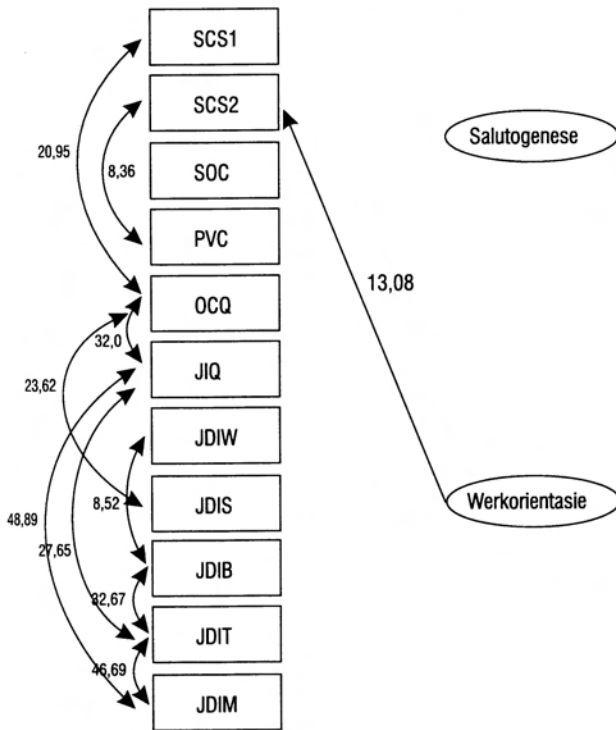 SCS1
SCS2
Salutogenese
20,95
8,36
SOC
PVC
13,08
OCQ
32,0
23,62
JIQ
JDIW
48,89
27,65
8,52
JDIS
Werkorientasie
JDIB
32,67
JDIT
46,69
JDIM